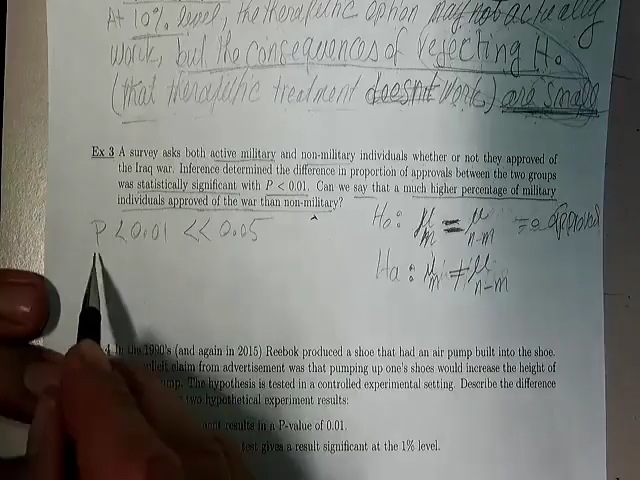 At 10% level, the therapeutic option may not actually
work, but the consequences of rejecting H₀
(that therapeutic treatment doesn't work) are small
Ex 3 A survey asks both active military and non-military individuals whether or not they approved of
the Iraq war. Inference determined the difference in proportion of approvals between the two groups
was statistically significant with P < 0.01. Can we say that a much higher percentage of military
individuals approved of the war than non-military?
H₀: μ_m = μ_n-m approval
P < 0.01 << 0.05
Ha: μ_m ≠ μ_n-m
4 In the 1990's (and again in 2015) Reebok produced a shoe that had an air pump built into the shoe.
claim from advertisement was that pumping up one's shoes would increase the height of
The hypothesis is tested in a controlled experimental setting. Describe the difference
two hypothetical experiment results:
results in a P-value of 0.01.
test gives a result significant at the 1% level.